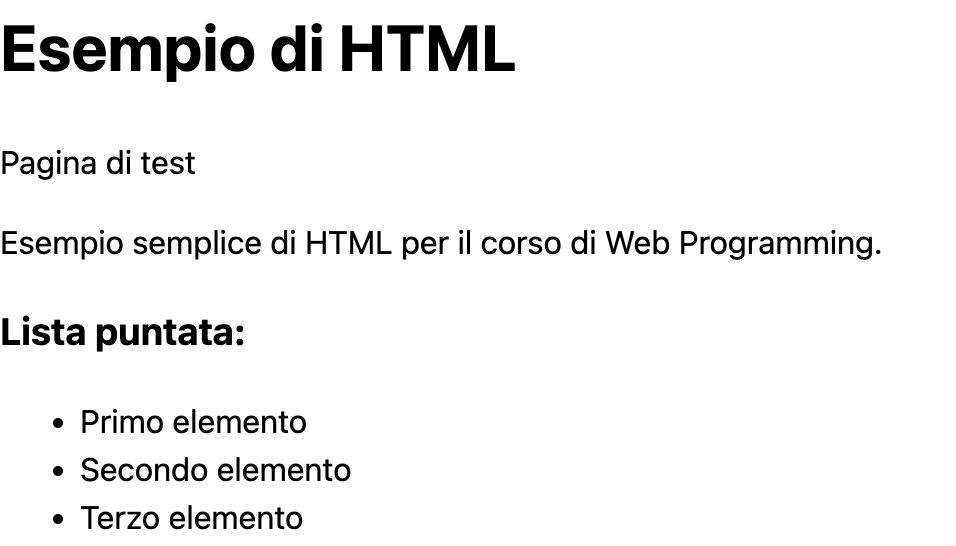 Esempio di HTML
Pagina di test
Esempio semplice di HTML per il corso di Web Programming.
Lista puntata:
• Primo elemento
• Secondo elemento
• Terzo elemento